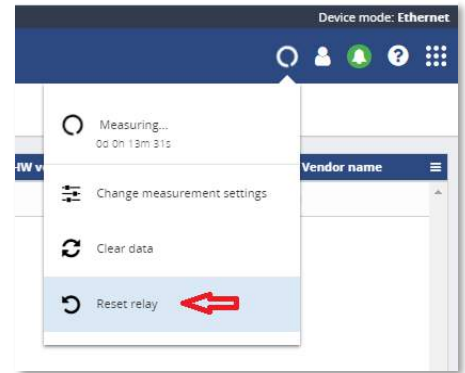 Device mode: Ethernet
Measuring...
0d 0h 13m 31s
HW v
Vendor name
Change measurement settings
Clear data
Reset relay